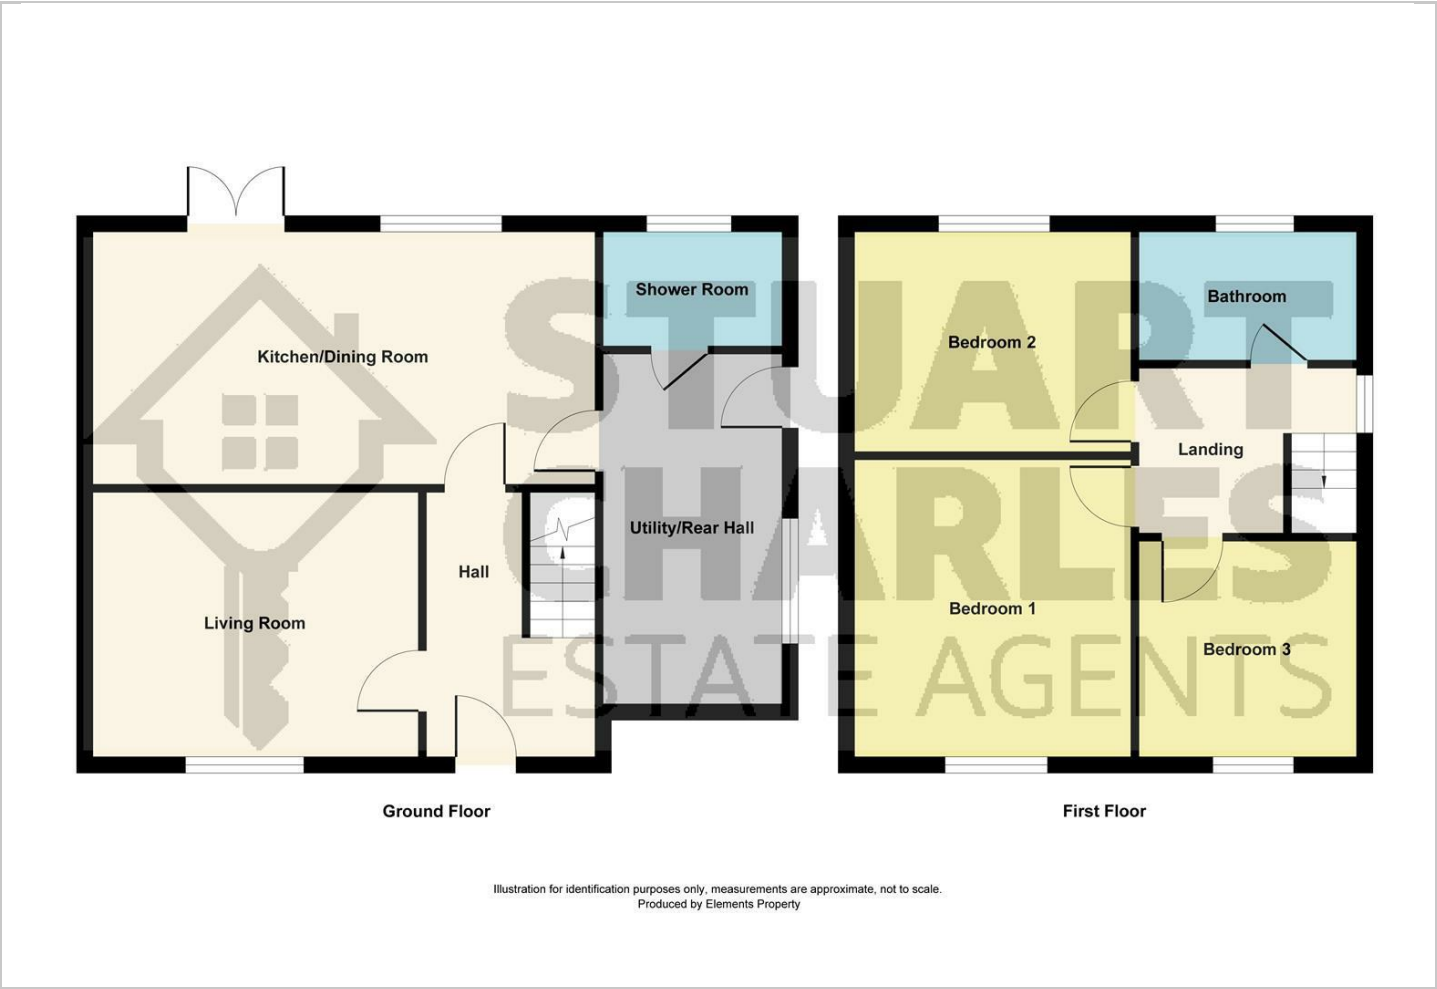 Shower Room
Kitchen/Dining Room
Utility/Rear Hall
Hall
Living Room
Ground Floor
Bathroom
Bedroom 2
Landing
Bedroom 1
Bedroom 3
First Floor
STUART
CHARLES
ESTATE AGENTS
Illustration for identification purposes only, measurements are approximate, not to scale.
Produced by Elements Property